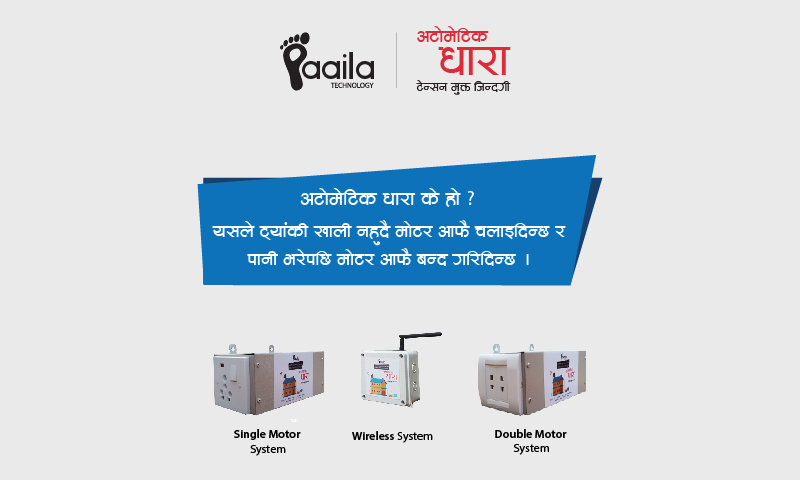 Paaila
TECHNOLOGY
अटोमेटिक
धारा
टेन्सन मुक्त जिन्दगी
अटोमेटिक धारा के हो ?
यसले ट्यांकी खाली नहुदै मोटर आफै चलाइदिन्छ र
पानी भरेपछि मोटर आफै बन्द गरिदिन्छ ।
Single Motor
System
Wireless System
Double Motor
System